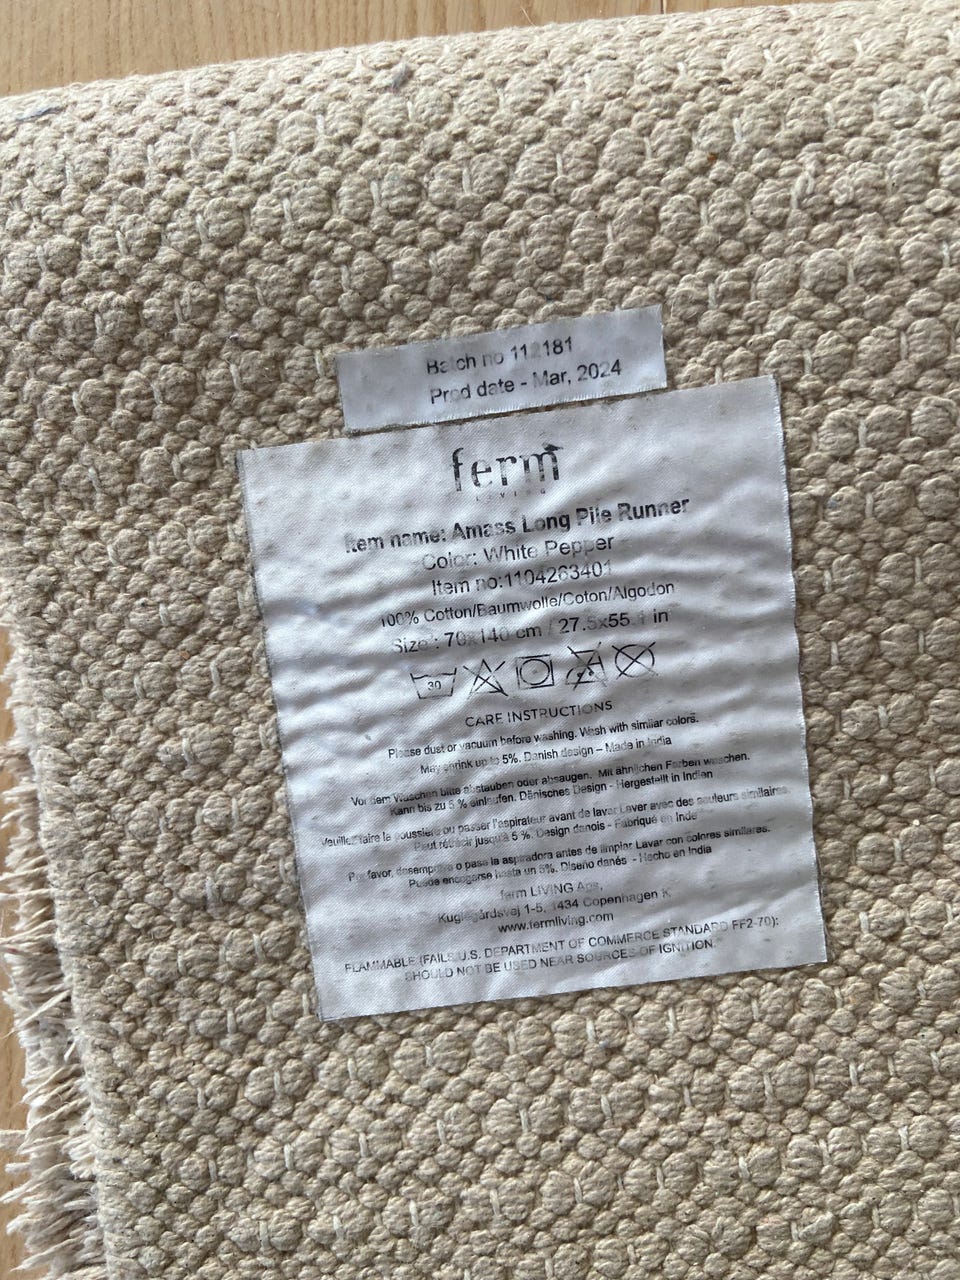 Batch no 112181
Prod date - Mar, 2024
ferm
LIVING
Item name: Amass Long Pile Runner
Color: White Pepper
Item no:1104263401
100% Cotton/Baumwolle/Coton/Algodon
Size : 70x140 cm / 27.5x55.1 in
30
CARE INSTRUCTIONS
Please dust or vacuum before washing. Wash with similar colors.
May shrink up to 5%. Danish design – Made in India
Vor dem Waschen bitte abstauben oder absaugen. Mit ähnlichen Farben waschen.
Kann bis zu 5 % einlaufen. Dänisches Design - Hergestellt in Indien
Veuillez faire la poussière ou passer l'aspirateur avant de laver Laver avec des couleurs similaires.
Peut rétrécir jusqu'à 5 %. Design danois - Fabriqué en Inde
Por favor, desempolve o pase la aspiradora antes de limpiar Lavar con colores similares.
Puede encogerse hasta un 5%. Diseño danés - Hecho en India
ferm LIVING Aps,
Kuglegårdsvej 1-5, 1434 Copenhagen K
www.fermliving.com
FLAMMABLE (FAILS U.S. DEPARTMENT OF COMMERCE STANDARD FF2-70):
SHOULD NOT BE USED NEAR SOURCES OF IGNITION.